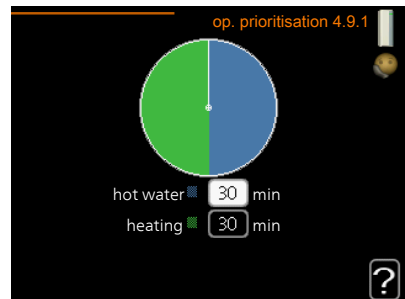 op. prioritisation 4.9.1
hot water 30 min
heating 30 min
?